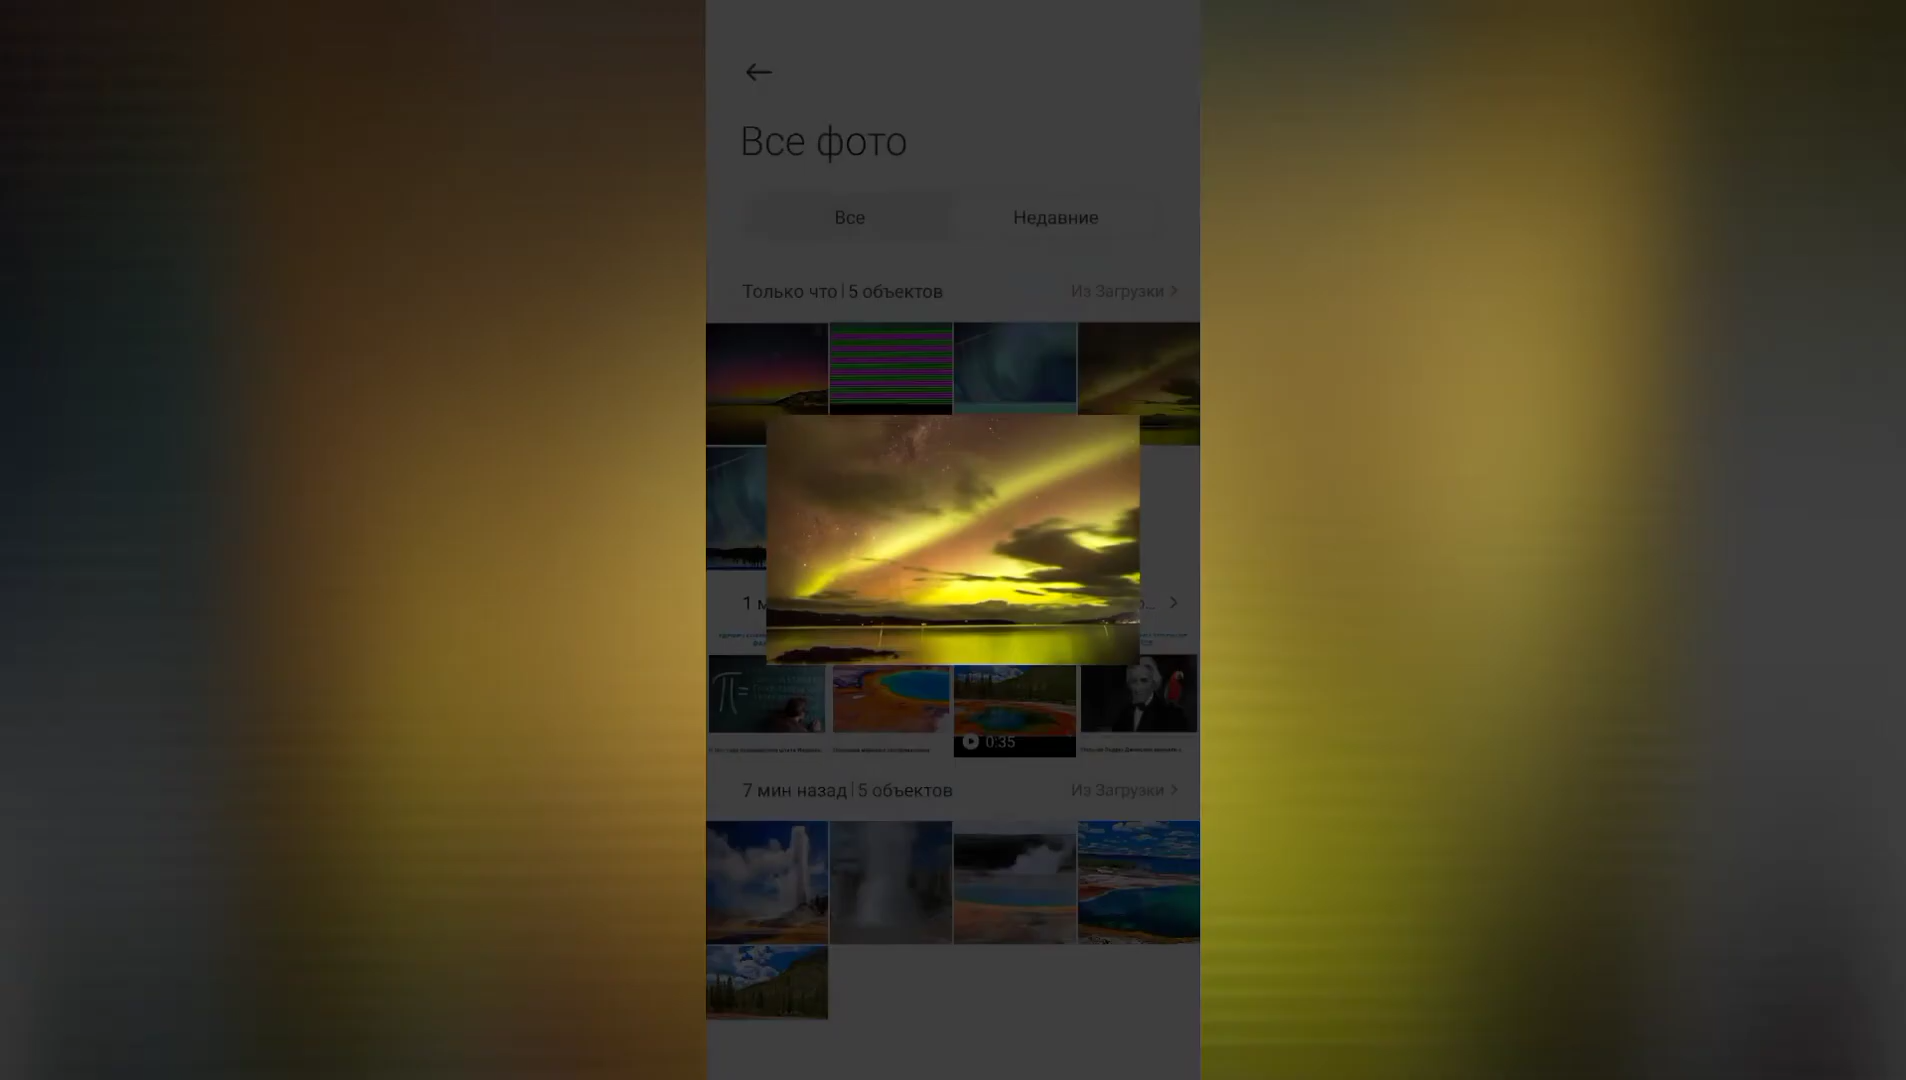 Все фото
Все
Недавние
Только что | 5 объектов
Из Загрузки >
1
π=
0:35
7 мин назад | 5 объектов
Из Загрузки >